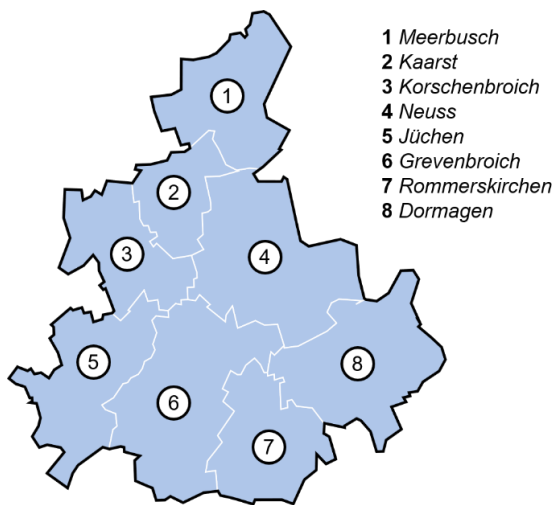 1 Meerbusch
2 Kaarst
3 Korschenbroich
4 Neuss
5 Jüchen
6 Grevenbroich
7 Rommerskirchen
8 Dormagen
1
2
3
4
5
8
6
7